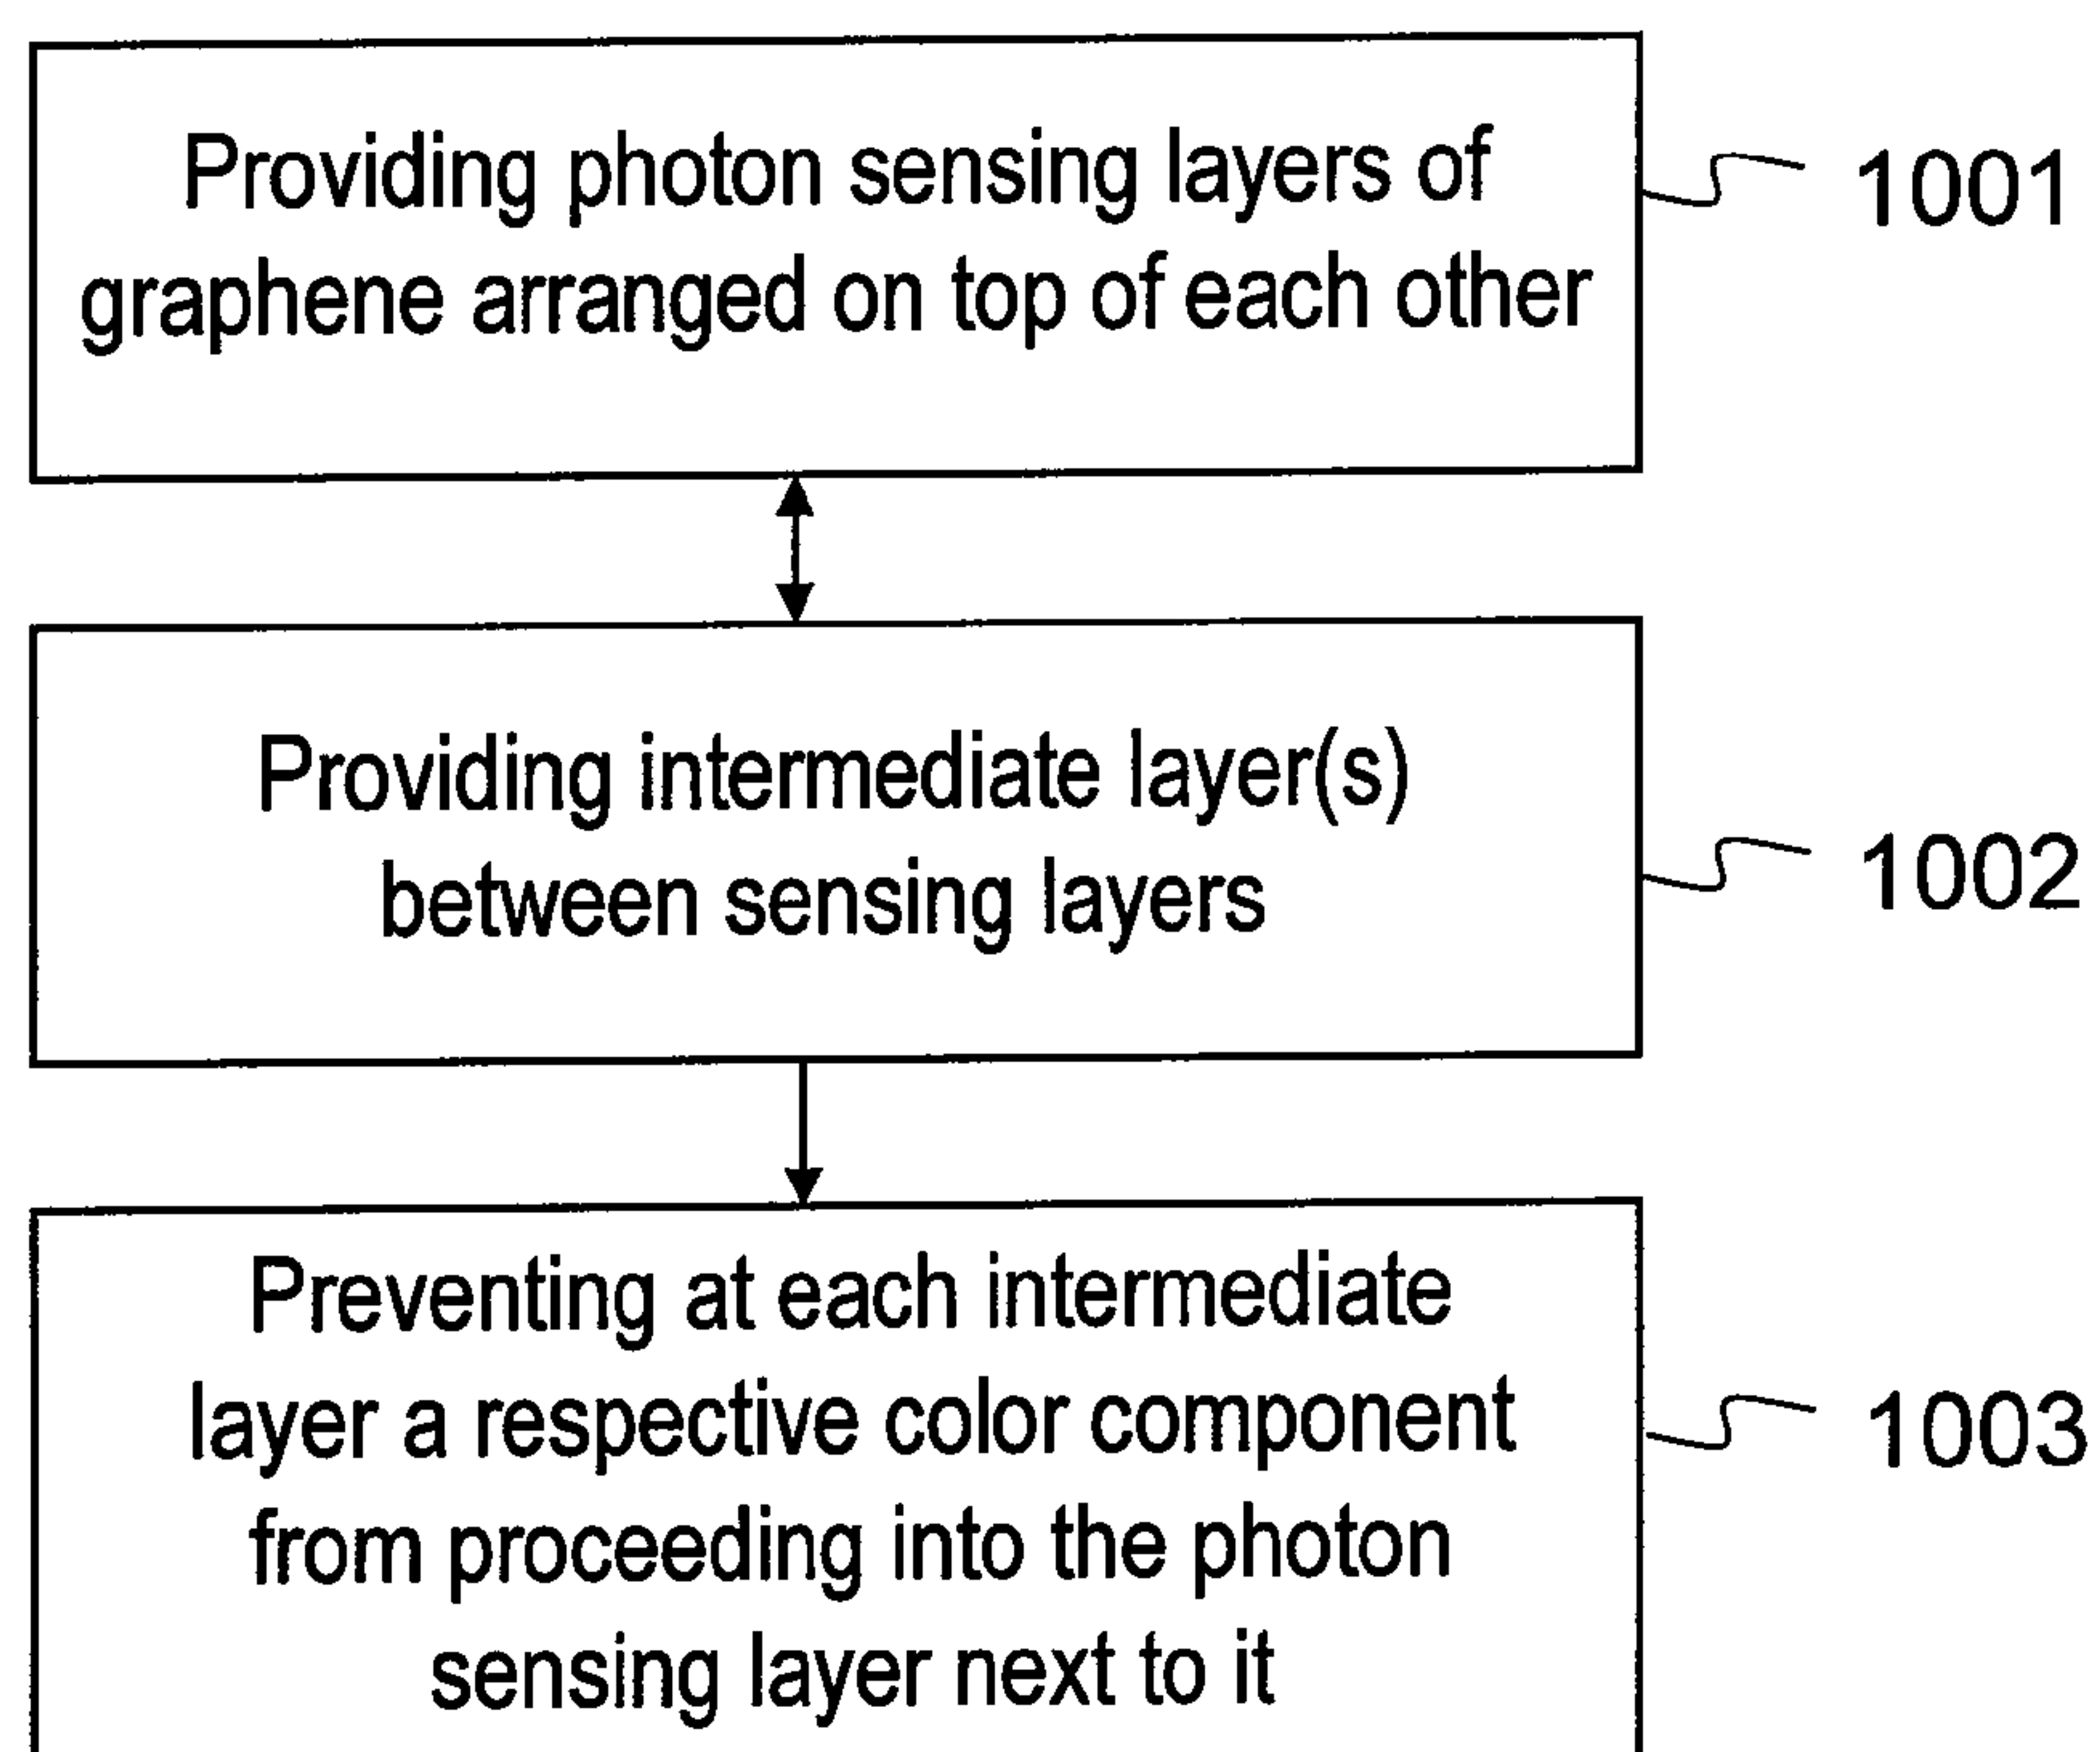 Providing photon sensing layers of
graphene arranged on top of each other
1001
Providing intermediate layer(s)
between sensing layers
1002
Preventing at each intermediate
layer a respective color component
from proceeding into the photon
sensing layer next to it
1003